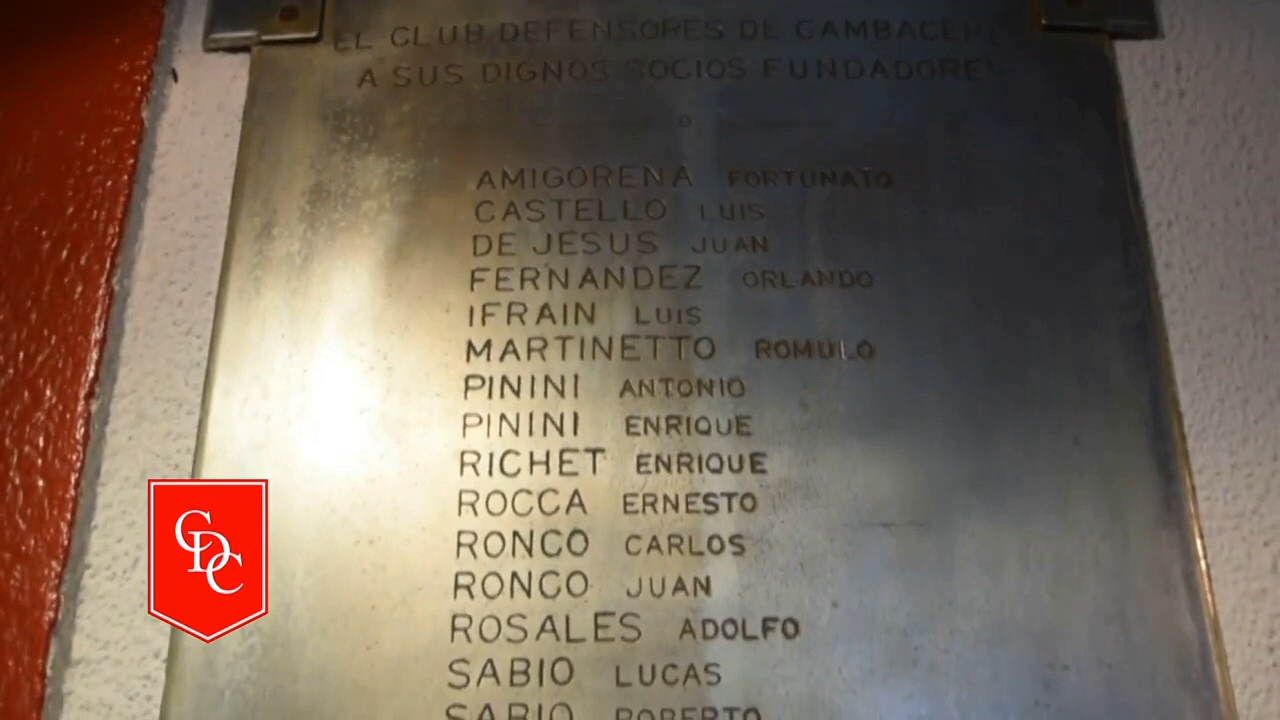 EL CLUB DEFENSORES DE CAMBACERES
A SUS DIGNOS SOCIOS FUNDADORES
AMIGORENA FORTUNATO
CASTELLO LUIS
DE JESUS JUAN
FERNANDEZ ORLANDO
IFRAIN LUIS
MARTINETTO ROMULO
PININI ANTONIO
PININI ENRIQUE
RICHET ENRIQUE
ROCCA ERNESTO
RONCO CARLOS
RONCO JUAN
ROSALES ADOLFO
SABIO LUCAS
SABIO ROBERTO
CDC